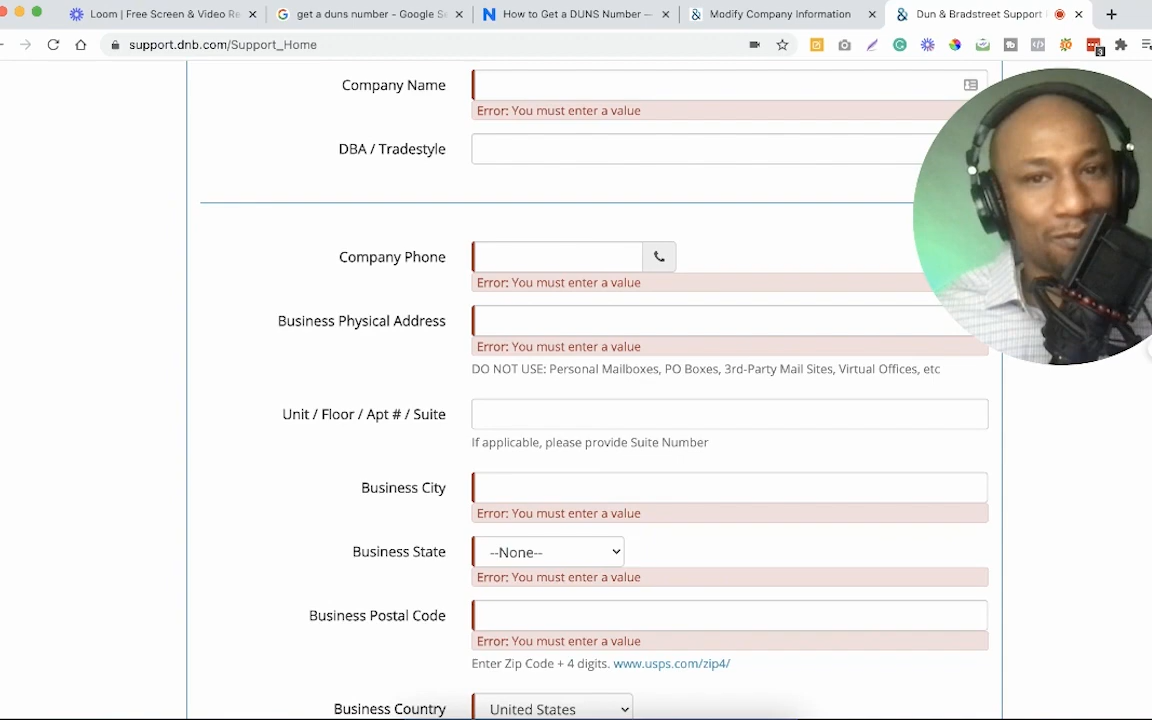 Loom | Free Screen & Video Re
get a duns number - Google Se
How to Get a DUNS Number —
Modify Company Information
Dun & Bradstreet Support
support.dnb.com/Support_Home
3
Company Name
Error: You must enter a value
DBA / Tradestyle
Company Phone
Error: You must enter a value
Business Physical Address
Error: You must enter a value
DO NOT USE: Personal Mailboxes, PO Boxes, 3rd-Party Mail Sites, Virtual Offices, etc
Unit / Floor / Apt # / Suite
If applicable, please provide Suite Number
Business City
Error: You must enter a value
Business State --None--
Error: You must enter a value
Business Postal Code
Error: You must enter a value
Enter Zip Code + 4 digits. www.usps.com/zip4/
Business Country United States